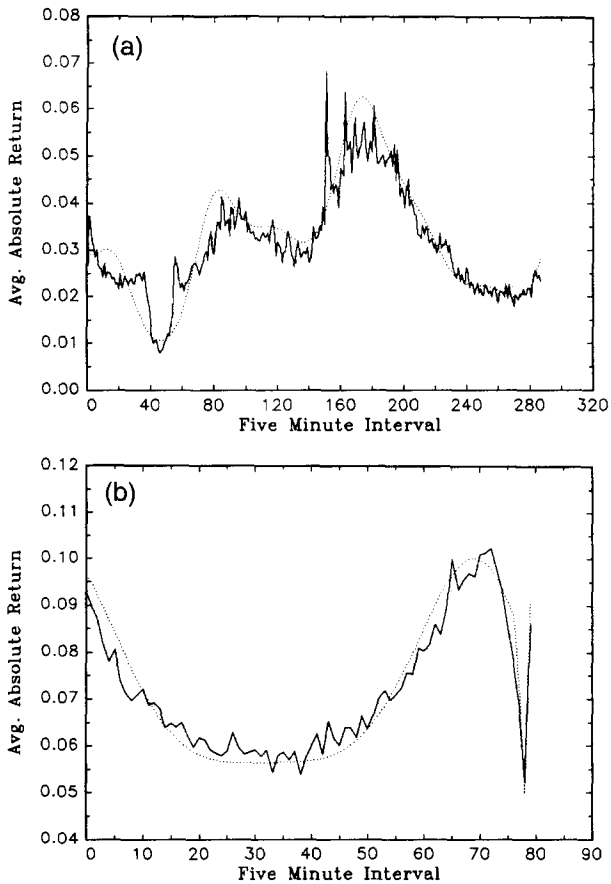 (a)
0.08
0.07
0.06
0.05
0.04
0.03
0.02
0.01
0.00
Avg. Absolute Return
0 40 80 120 160 200 240 280 320
Five Minute Interval
(b)
0.12
0.11
0.10
0.09
0.08
0.07
0.06
0.05
0.04
Avg. Absolute Return
0 10 20 30 40 50 60 70 80 90
Five Minute Interval